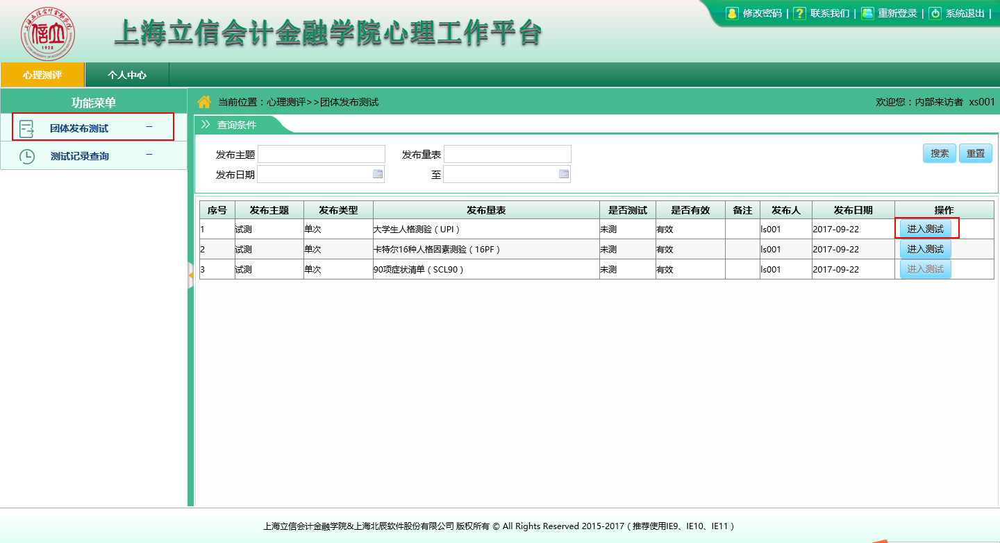 修改密码 | 联系我们 | 重新登录 | 系统退出 |
上海立信会计金融学院心理工作平台
1928
心理测评 个人中心
功能菜单
团体发布测试
测试记录查询
当前位置：心理测评>>团体发布测试 欢迎您：内部来访者 xs001
查询条件
发布主题 发布量表 搜索 重置
发布日期 至
序号 发布主题 发布类型 发布量表 是否测试 是否有效 备注 发布人 发布日期 操作
1 试测 单次 大学生人格测验（UPI） 未测 有效 ls001 2017-09-22 进入测试
2 试测 单次 卡特尔16种人格因素测验（16PF） 未测 有效 ls001 2017-09-22 进入测试
3 试测 单次 90项症状清单（SCL90） 未测 有效 ls001 2017-09-22 进入测试
上海立信会计金融学院&上海北辰软件股份有限公司 版权所有 © All Rights Reserved 2015-2017（推荐使用IE9、IE10、IE11）